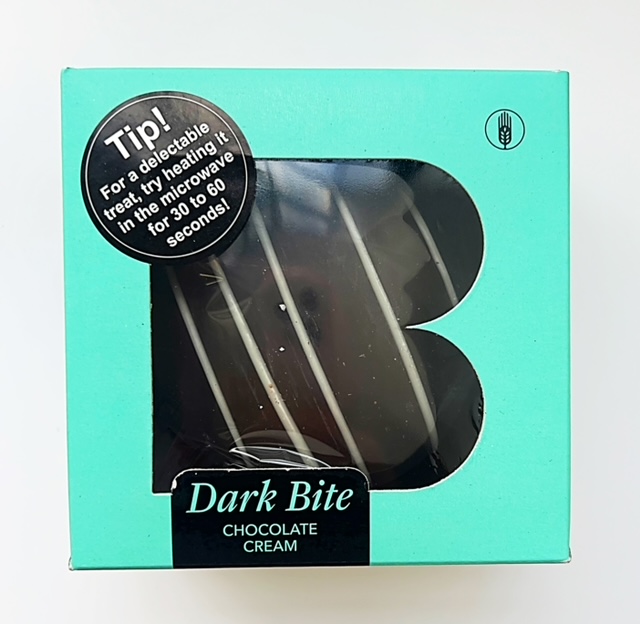 Tip!
For a delectable
treat, try heating it
in the microwave
for 30 to 60
seconds!
Dark Bite
CHOCOLATE
CREAM